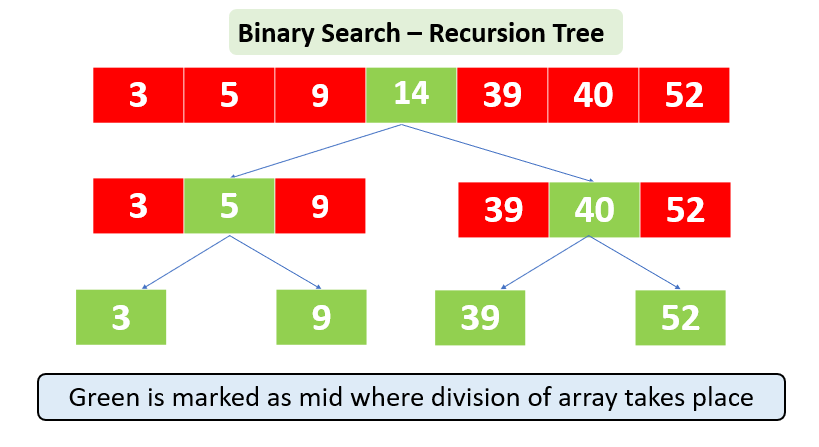 Binary Search – Recursion Tree
3 5 9 14 39 40 52
3 5 9 39 40 52
3 9 39 52
Green is marked as mid where division of array takes place